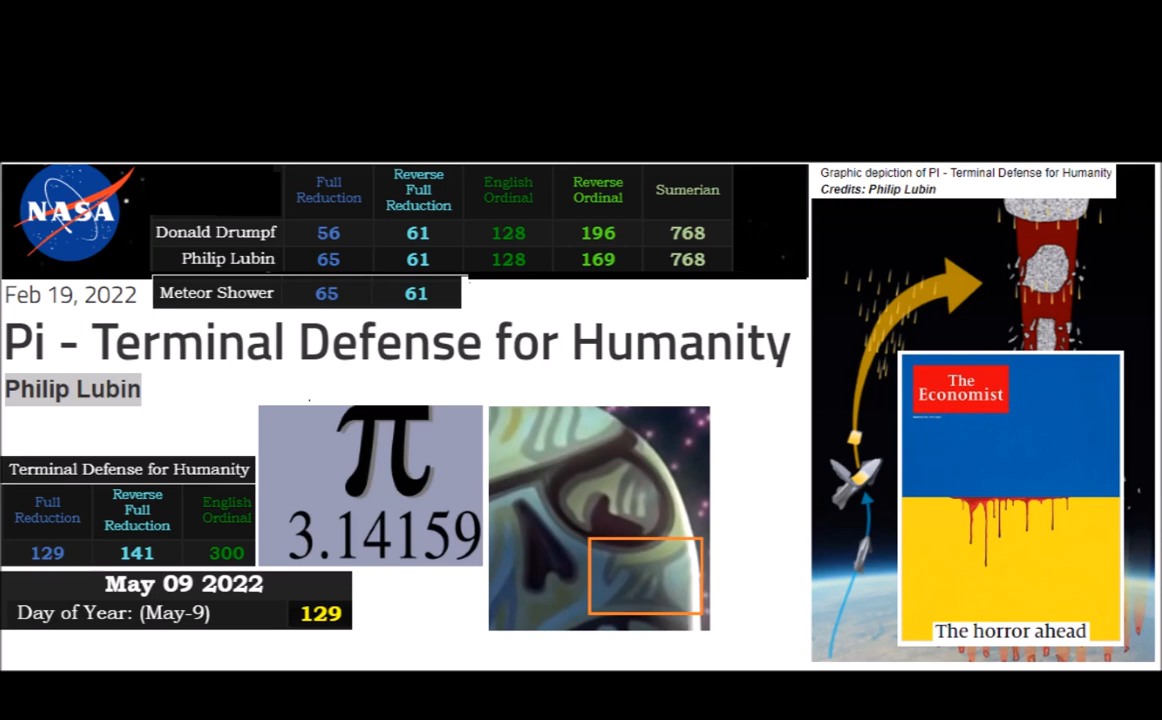 NASA
Full Reduction
Reverse Full Reduction
English Ordinal
Reverse Ordinal
Sumerian
Donald Drumpf 56 61 128 196 768
Philip Lubin 65 61 128 169 768
Meteor Shower 65 61
Feb 19, 2022
Pi - Terminal Defense for Humanity
Philip Lubin
Terminal Defense for Humanity
Full Reduction
Reverse Full Reduction
English Ordinal
129 141 300
May 09 2022
Day of Year: (May-9) 129
π
3.14159
Graphic depiction of PI - Terminal Defense for Humanity
Credits: Philip Lubin
The
Economist
The horror ahead